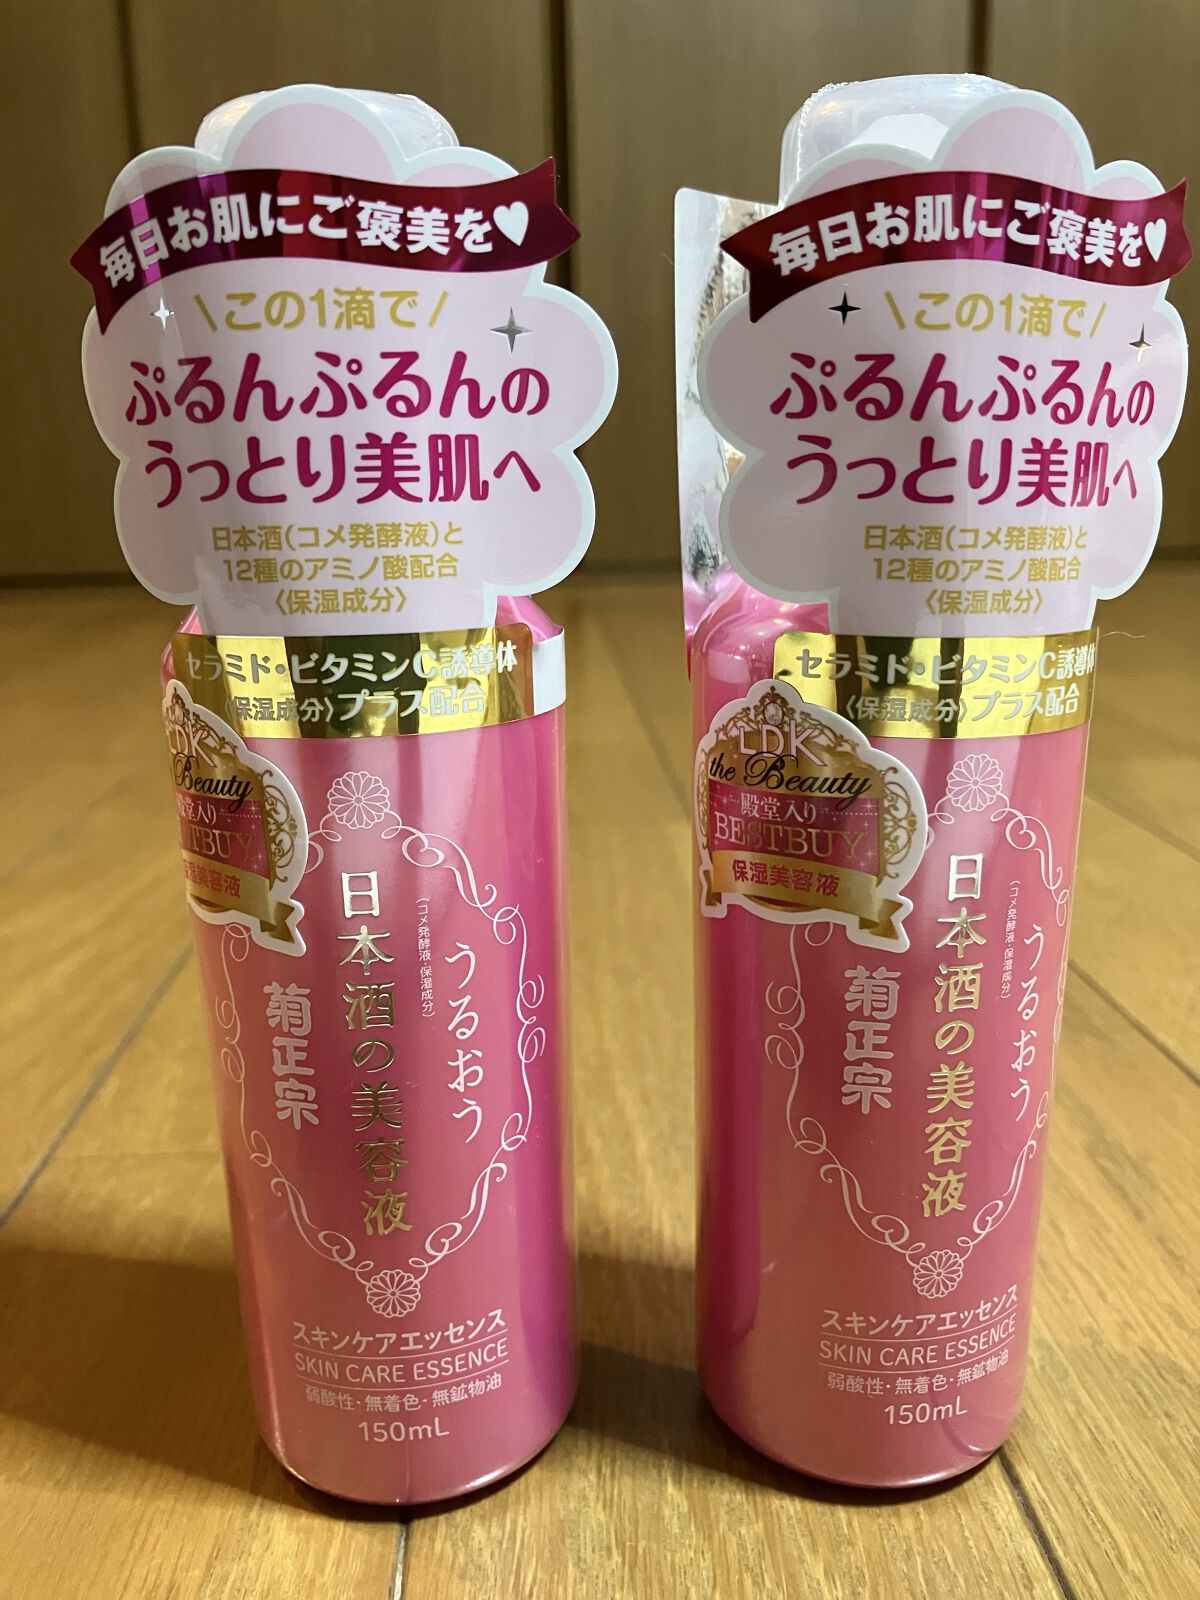 毎日お肌にご褒美を♥
\この1滴で/
ぷるんぷるんの
うっとり美肌へ
日本酒(コメ発酵液)と
12種のアミノ酸配合
〈保湿成分〉
セラミド・ビタミンC誘導体
〈保湿成分〉プラス配合
LDK
Beauty
殿堂入り
BESTBUY
保湿美容液
うるおう
(コメ発酵液・保湿成分)
日本酒の美容液
菊正宗
スキンケアエッセンス
SKIN CARE ESSENCE
弱酸性・無着色・無鉱物油
150mL
毎日お肌にご褒美を♥
\この1滴で/
ぷるんぷるんの
うっとり美肌へ
日本酒(コメ発酵液)と
12種のアミノ酸配合
〈保湿成分〉
セラミド・ビタミンC誘導体
〈保湿成分〉プラス配合
LDK
the Beauty
殿堂入り
BESTBUY
保湿美容液
うるおう
(コメ発酵液・保湿成分)
日本酒の美容液
菊正宗
スキンケアエッセンス
SKIN CARE ESSENCE
弱酸性・無着色・無鉱物油
150mL